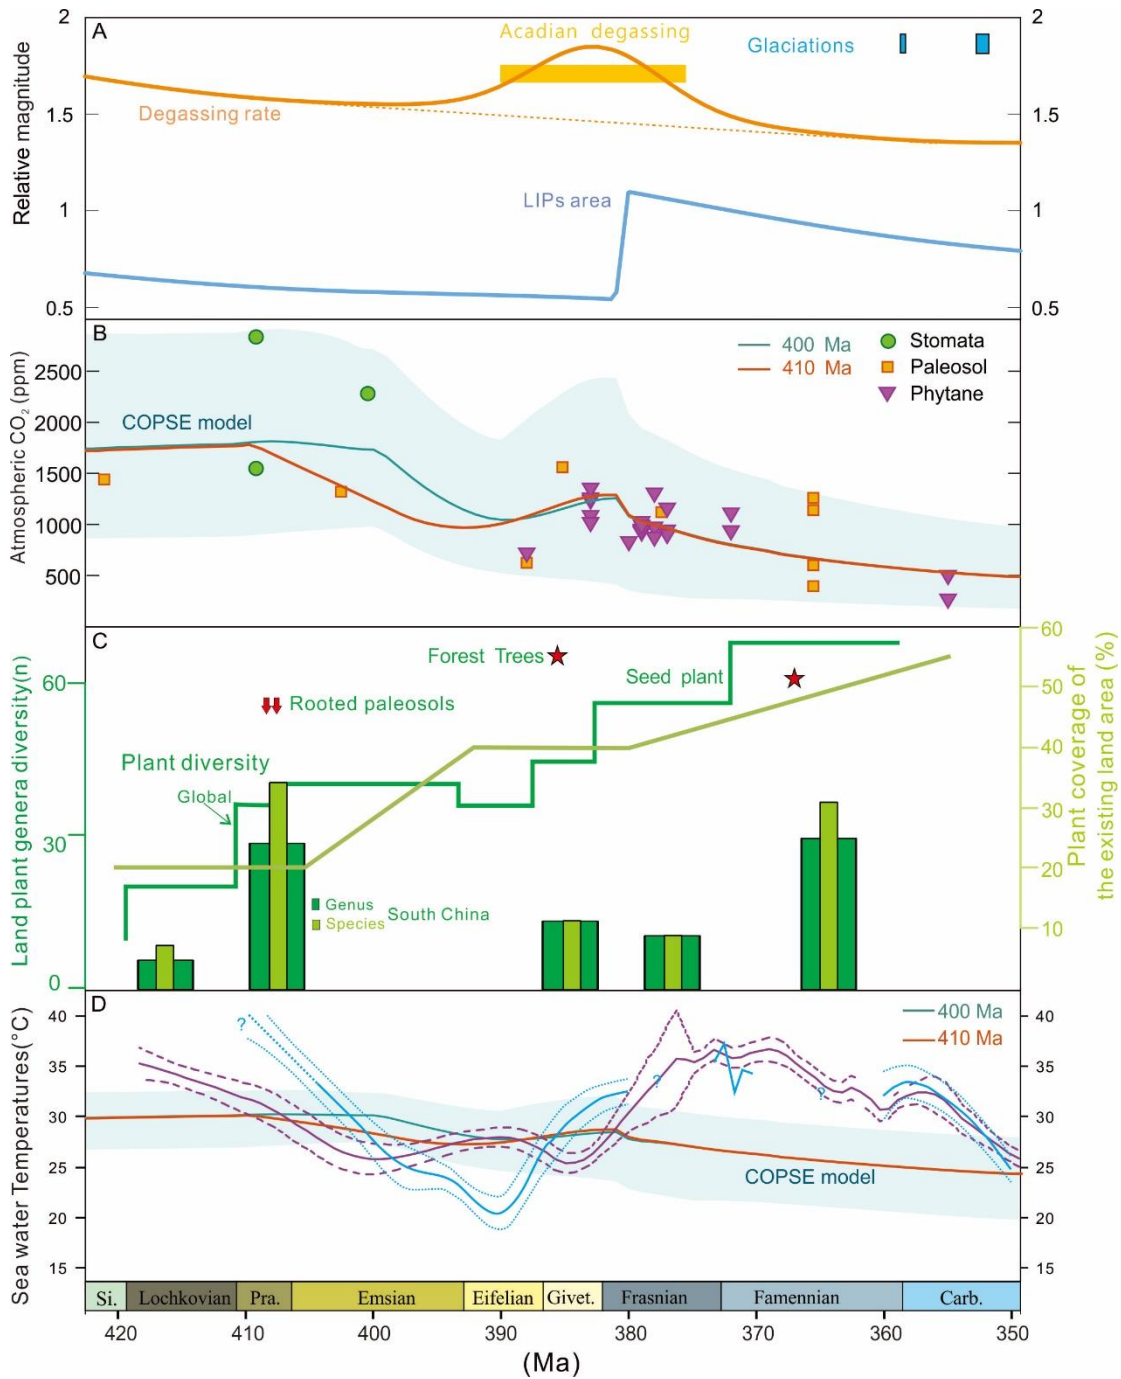 A
2
2
Acadian degassing
Glaciations
Relative magnitude
1.5
1.5
Degassing rate
LIPs area
1
1
0.5
0.5
B
Atmospheric CO₂ (ppm)
2500
2000
1500
1000
500
400 Ma
410 Ma
Stomata
Paleosol
Phytane
COPSE model
C
Land plant genera diversity(n)
60
30
0
Forest Trees
Seed plant
Rooted paleosols
Plant diversity
Global
Genus
Species
South China
60
50
40
30
20
10
Plant coverage of
the existing land area (%)
D
Sea water Temperatures(°C)
40
35
30
25
20
15
40
35
30
25
20
15
400 Ma
410 Ma
?
?
?
COPSE model
Si.
Lochkovian
Pra.
Emsian
Eifelian
Givet.
Frasnian
Famennian
Carb.
420
410
400
390
380
370
360
350
(Ma)